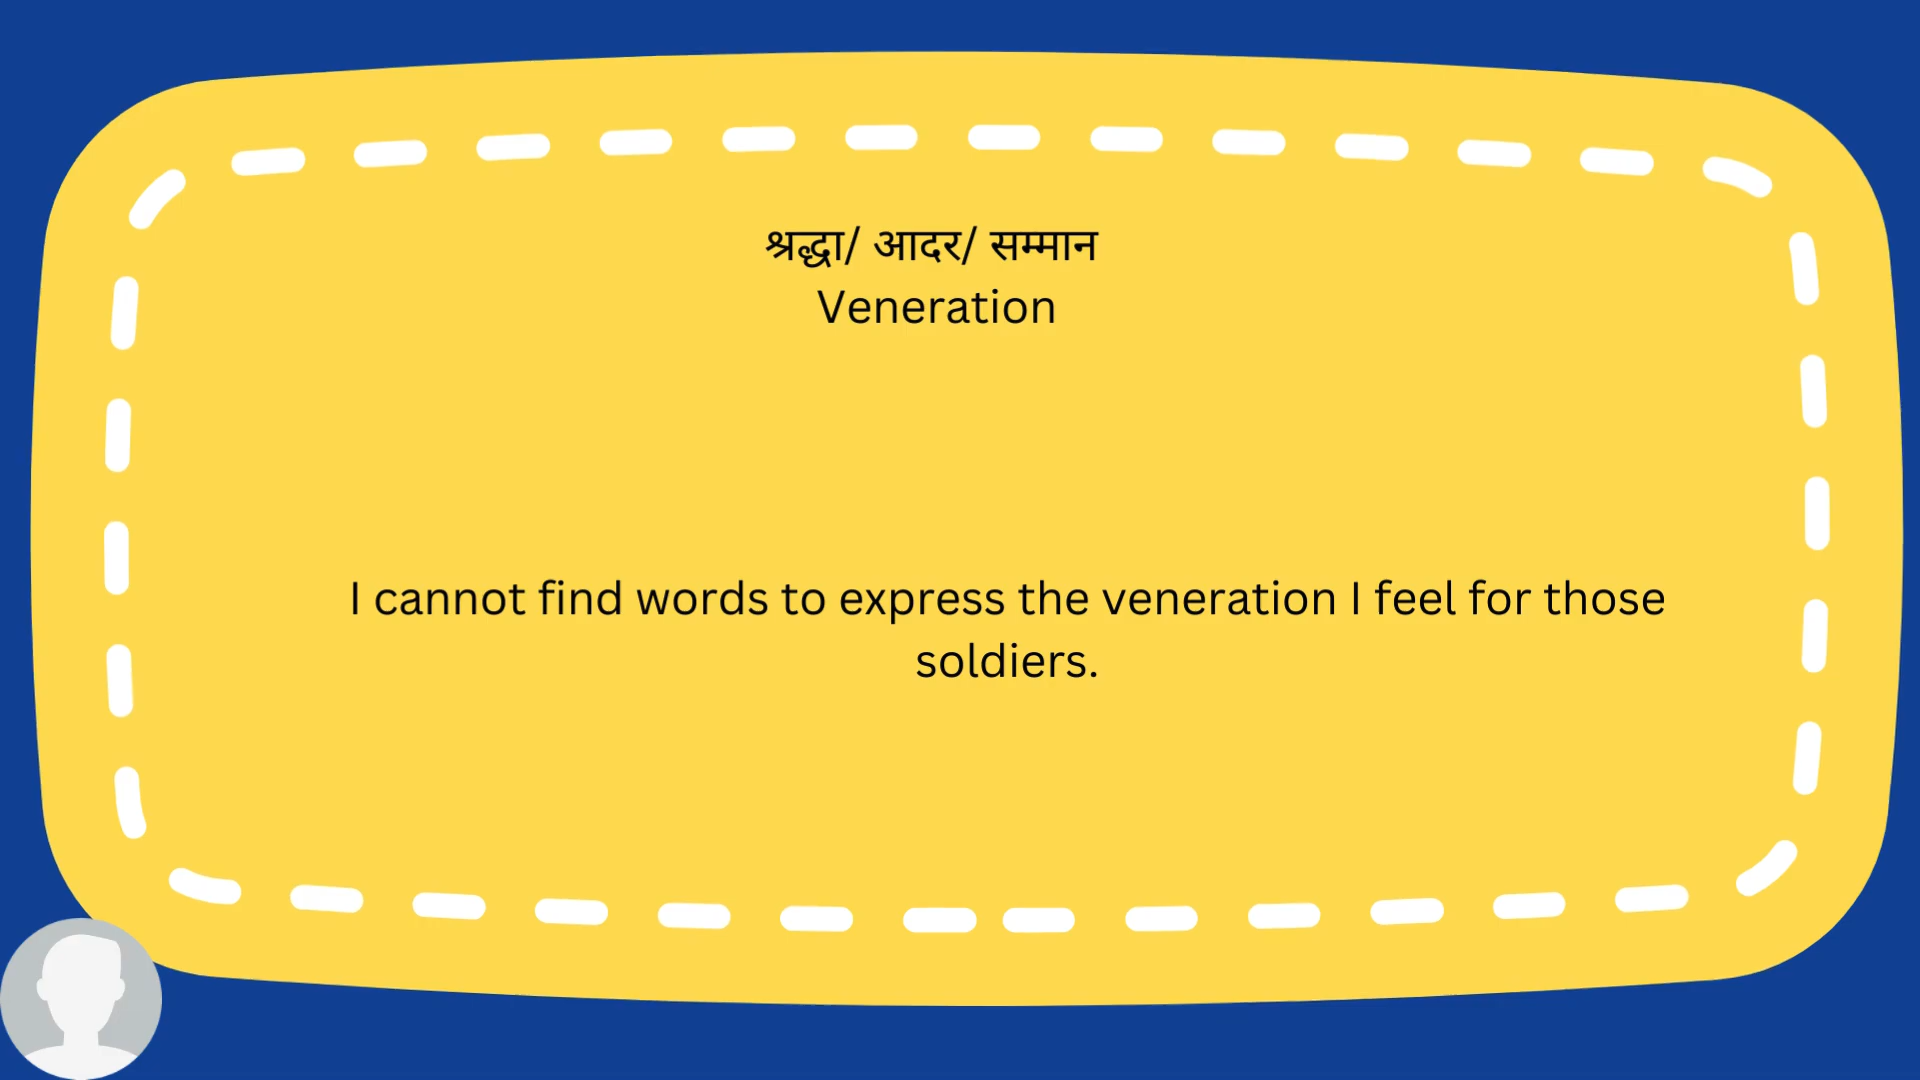 श्रद्धा/ आदर/ सम्मान
Veneration
I cannot find words to express the veneration I feel for those
soldiers.